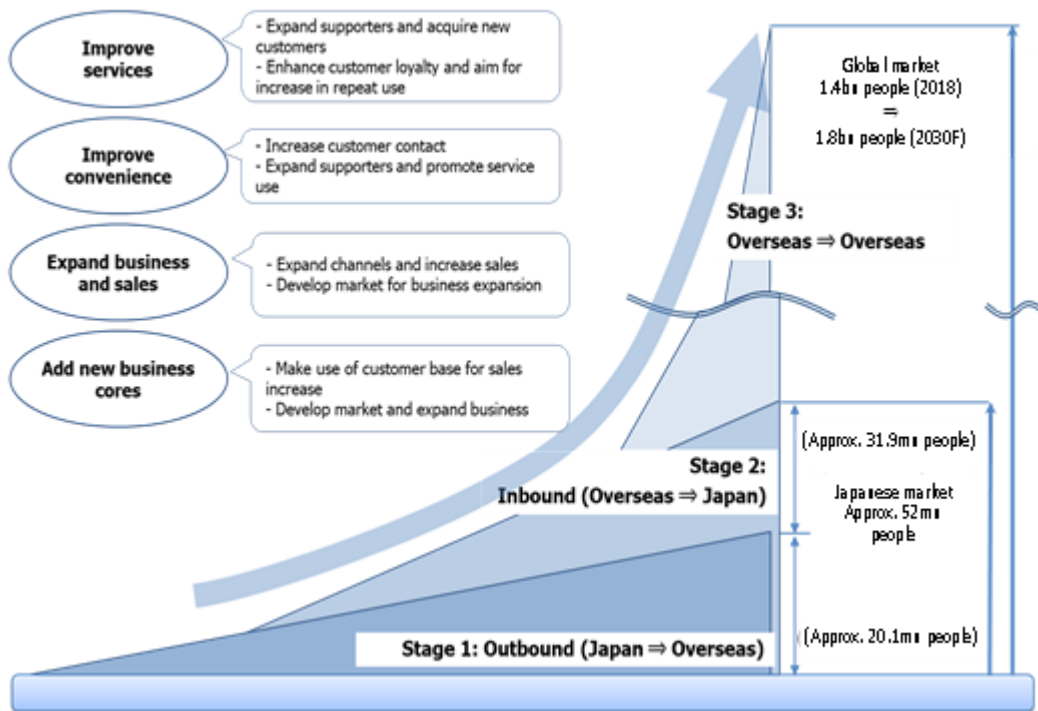 Improve
services
- Expand supporters and acquire new
customers
- Enhance customer loyalty and aim for
increase in repeat use
Improve
convenience
- Increase customer contact
- Expand supporters and promote service
use
Expand business
and sales
- Expand channels and increase sales
- Develop market for business expansion
Add new business
cores
- Make use of customer base for sales
increase
- Develop market and expand business
Global market
1.4bn people (2018)
⇒
1.8bn people (2030F)
Stage 3:
Overseas ⇒ Overseas
(Approx. 31.9mn people)
Stage 2:
Inbound (Overseas ⇒ Japan)
Japanese market
Approx. 52mn
people
Stage 1: Outbound (Japan ⇒ Overseas)
(Approx. 20.1mn people)